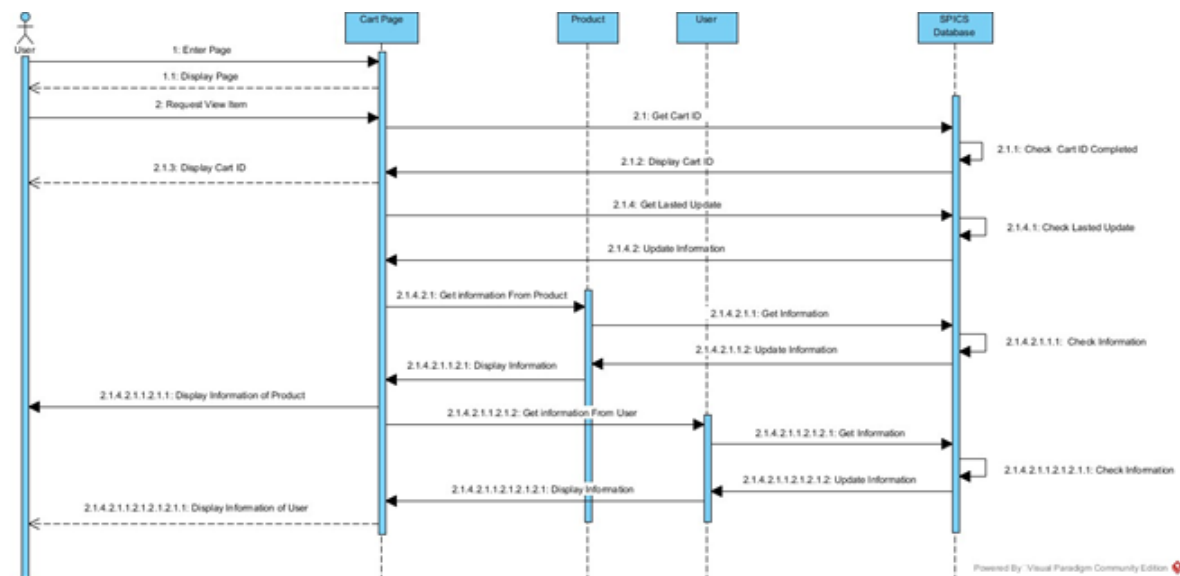 Cart Page
Product
User
SPICS
Database
User
1: Enter Page
1.1: Display Page
2: Request View Item
2.1: Get Cart ID
2.1.1: Check Cart ID Completed
2.1.2: Display Cart ID
2.1.3: Display Cart ID
2.1.4: Get Lasted Update
2.1.4.1: Check Lasted Update
2.1.4.2: Update Information
2.1.4.2.1: Get information From Product
2.1.4.2.1.1: Get Information
2.1.4.2.1.1.1: Check Information
2.1.4.2.1.1.2: Update Information
2.1.4.2.1.1.2.1: Display Information
2.1.4.2.1.1.2.1.1: Display Information of Product
2.1.4.2.1.1.2.1.2: Get information From User
2.1.4.2.1.1.2.1.2.1: Get Information
2.1.4.2.1.1.2.1.2.1.1: Check Information
2.1.4.2.1.1.2.1.2.1.2: Update Information
2.1.4.2.1.1.2.1.2.1.2.1: Display Information
2.1.4.2.1.1.2.1.2.1.2.1.1: Display Information of User
Powered By Visual Paradigm Community Edition